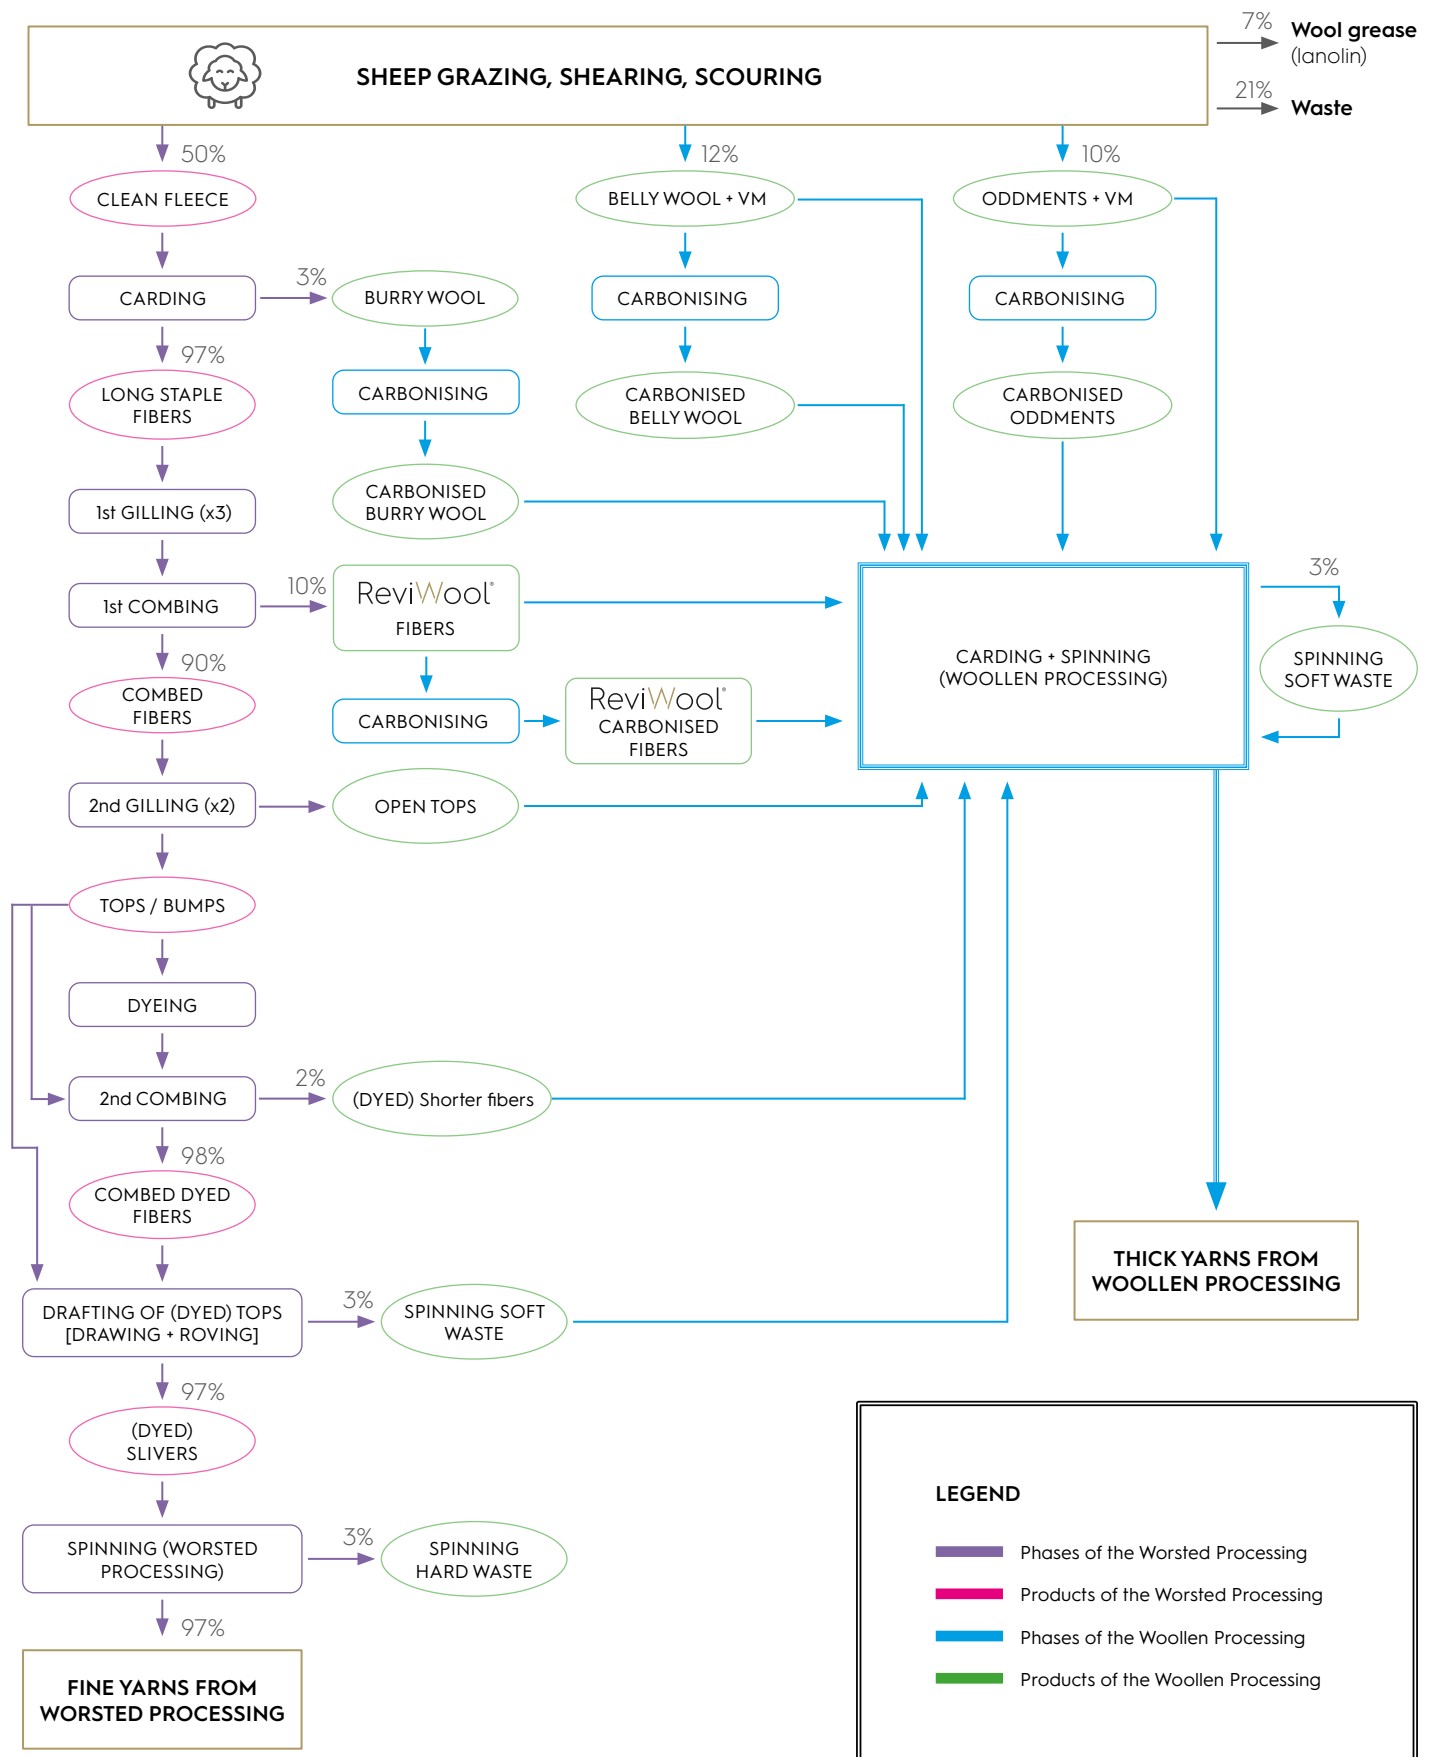 7%
Wool grease
(lanolin)
SHEEP GRAZING, SHEARING, SCOURING
21%
Waste
50%
12%
10%
CLEAN FLEECE
BELLY WOOL + VM
ODDMENTS + VM
CARDING
3%
BURRY WOOL
CARBONISING
CARBONISING
97%
LONG STAPLE
FIBERS
CARBONISING
CARBONISED
BELLY WOOL
CARBONISED
ODDMENTS
1st GILLING (x3)
CARBONISED
BURRY WOOL
1st COMBING
10%
ReviWool®
FIBERS
CARDING + SPINNING
(WOOLLEN PROCESSING)
3%
SPINNING
SOFT WASTE
90%
COMBED
FIBERS
CARBONISING
ReviWool®
CARBONISED
FIBERS
2nd GILLING (x2)
OPEN TOPS
TOPS / BUMPS
DYEING
2nd COMBING
2%
(DYED) Shorter fibers
98%
COMBED DYED
FIBERS
THICK YARNS FROM
WOOLLEN PROCESSING
DRAFTING OF (DYED) TOPS
[DRAWING + ROVING]
3%
SPINNING SOFT
WASTE
97%
(DYED)
SLIVERS
SPINNING (WORSTED
PROCESSING)
3%
SPINNING
HARD WASTE
97%
FINE YARNS FROM
WORSTED PROCESSING
LEGEND
Phases of the Worsted Processing
Products of the Worsted Processing
Phases of the Woollen Processing
Products of the Woollen Processing